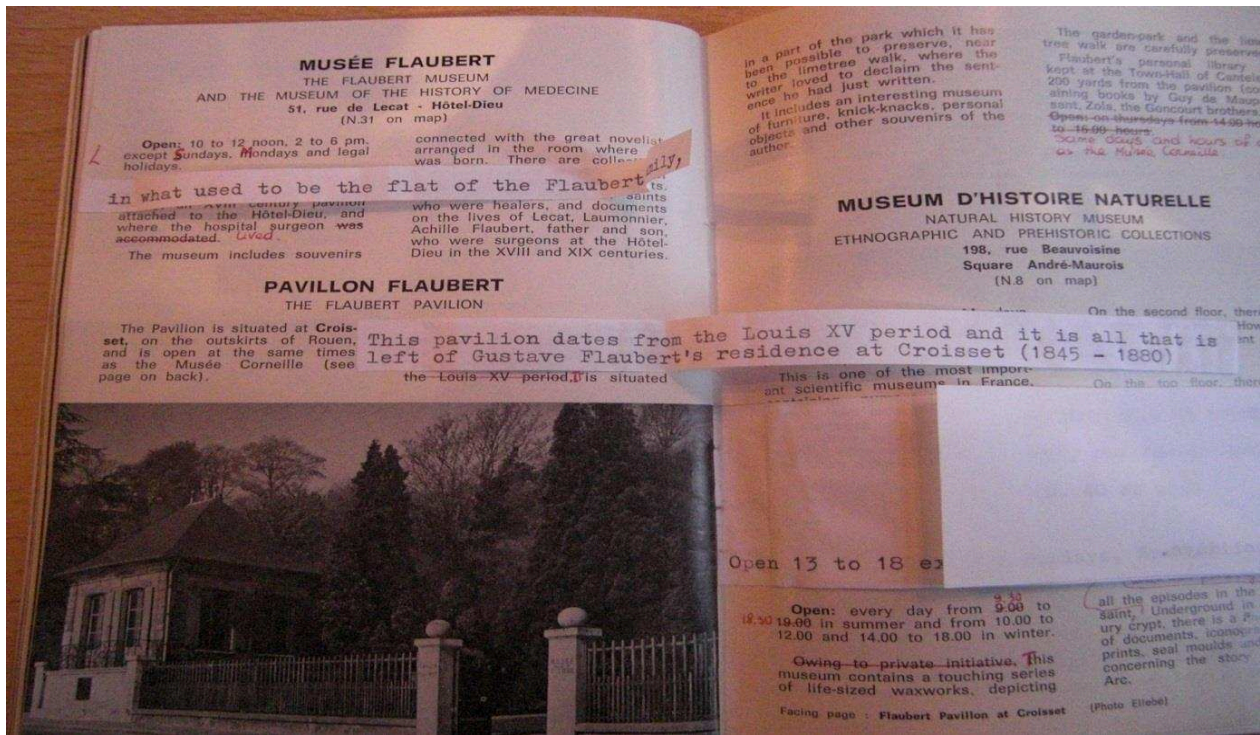 MUSÉE FLAUBERT
THE FLAUBERT MUSEUM
AND THE MUSEUM OF THE HISTORY OF MEDECINE
51, rue de Lecat - Hôtel-Dieu
(N.31 on map)
Open: 10 to 12 noon, 2 to 6 pm.
except Sundays. Mondays and legal
holidays.
in what used to be the flat of the Flaubert
XVIII century pavilion
attached to the Hôtel-Dieu, and
where the hospital surgeon was
accommodated. lived.
The museum includes souvenirs
connected with the great novelist
arranged in the room where
was born. There are
saints
who were healers, and documents
on the lives of Lecat, Laumonnier,
Achille Flaubert, father and son,
who were surgeons at the Hôtel-
Dieu in the XVIII and XIX centuries.
PAVILLON FLAUBERT
THE FLAUBERT PAVILION
The Pavilion is situated at Crois-
set, on the outskirts of Rouen,
and is open at the same times
as the Musée Corneille (see
page on back).
This pavilion dates from the Louis XV period and it is all that is
left of Gustave Flaubert's residence at Croisset (1845 - 1880)
the Louis XV period, It is situated
in a part of the park which it has
been possible to preserve, near
to the limetree walk, where the
writer loved to declaim the sent-
ence he had just written.
It includes an interesting museum
of furniture, knick-knacks, personal
objects and other souvenirs of the
author.
The garden-park and the
tree walk are carefully
Flaubert's personal library
kept at the Town-Hall of
200 yards from the pavilion
aining books by Guy de
sant, Zola, the Goncourt brothers,
Open: on thursdays from 14.00
to 16.00 hours.
Same days and hours of
as the Musée Corneille.
MUSEUM D'HISTOIRE NATURELLE
NATURAL HISTORY MUSEUM
ETHNOGRAPHIC AND PREHISTORIC COLLECTIONS
198, rue Beauvoisine
Square André-Maurois
(N.8 on map)
On the second floor,
This is one of the most import-
ant scientific museums in France,
On the top floor,
Open 13 to 18
9.30
Open: every day from 9.00 to
18.30 19.00 in summer and from 10.00 to
12.00 and 14.00 to 18.00 in winter.
Owing to private initiative, This
museum contains a touching series
of life-sized waxworks, depicting
all the episodes in the
saint, Underground in
ury crypt, there is a
of documents,
prints, seal moulds and
concerning the story
Arc.
Facing page : Flaubert Pavillon at Croisset
(Photo Ellebé)